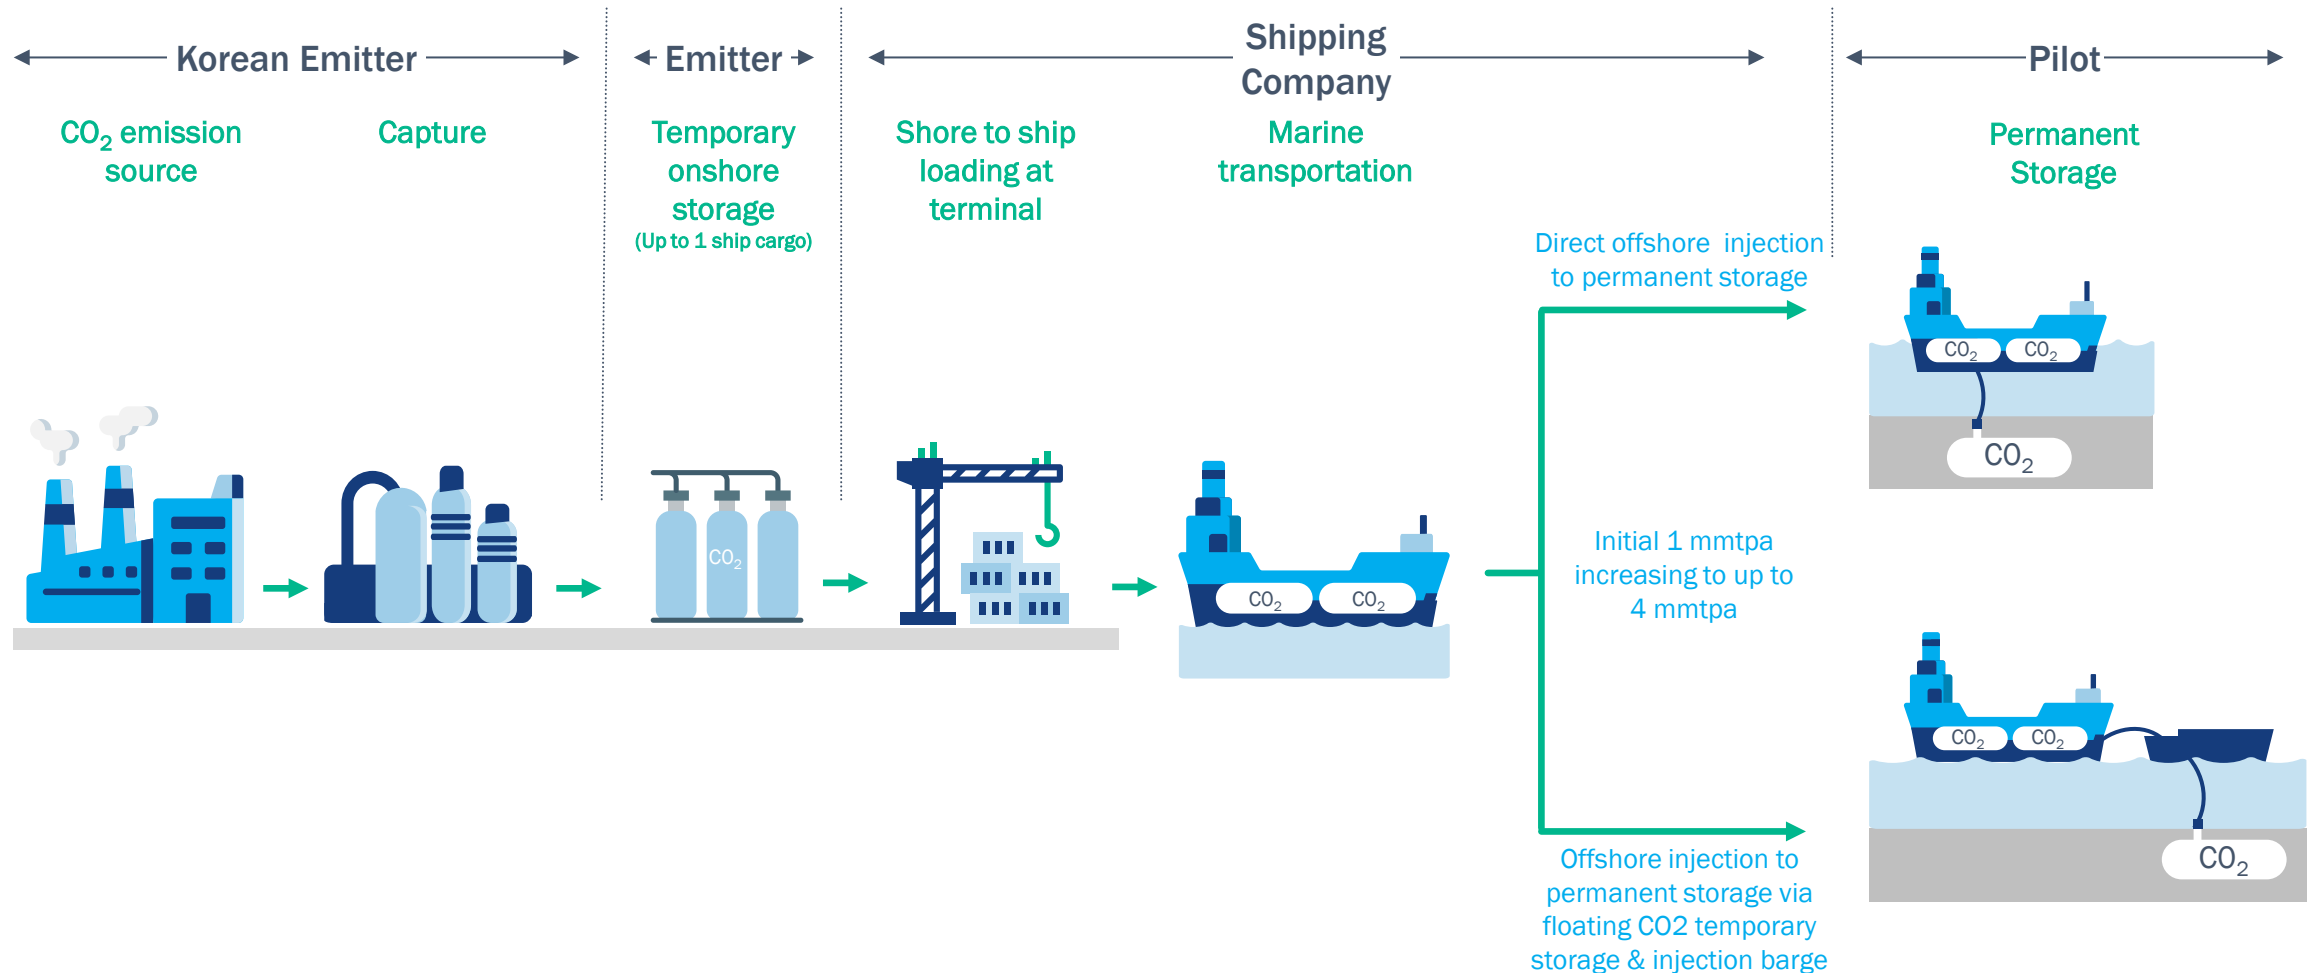 Korean Emitter
Emitter
Shipping
Company
Pilot
CO₂ emission
source
Capture
Temporary
onshore
storage
(Up to 1 ship cargo)
Shore to ship
loading at
terminal
Marine
transportation
Permanent
Storage
Direct offshore injection
to permanent storage
CO₂
CO₂
CO₂
CO₂
CO₂
CO₂
Initial 1 mmtpa
increasing to up to
4 mmtpa
CO₂
CO₂
CO₂
Offshore injection to
permanent storage via
floating CO2 temporary
storage & injection barge